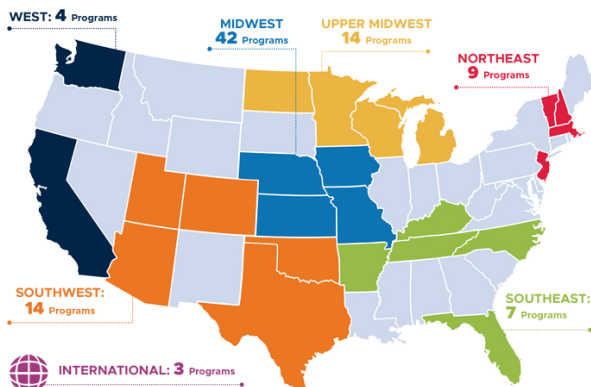 WEST: 4 Programs
MIDWEST
42 Programs
UPPER MIDWEST
14 Programs
NORTHEAST
9 Programs
SOUTHWEST:
14 Programs
SOUTHEAST:
7 Programs
INTERNATIONAL: 3 Programs